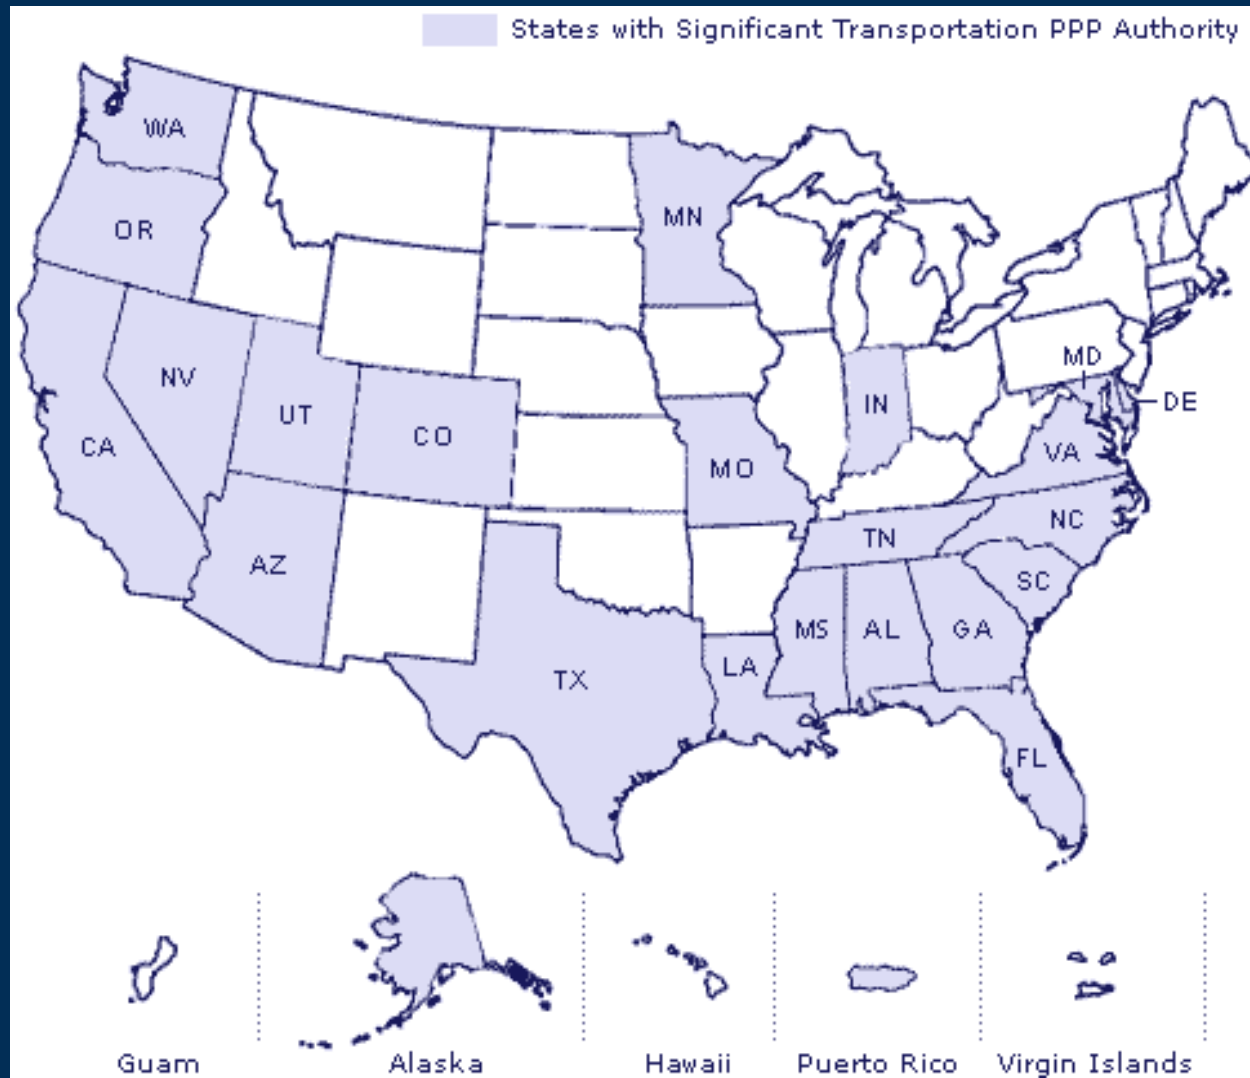 States with Significant Transportation PPP Authority
WA
OR
MN
MD
NV
UT
CO
IN
DE
CA
MO
VA
AZ
TN
NC
SC
MS
AL
GA
TX
LA
FL
Guam
Alaska
Hawaii
Puerto Rico
Virgin Islands